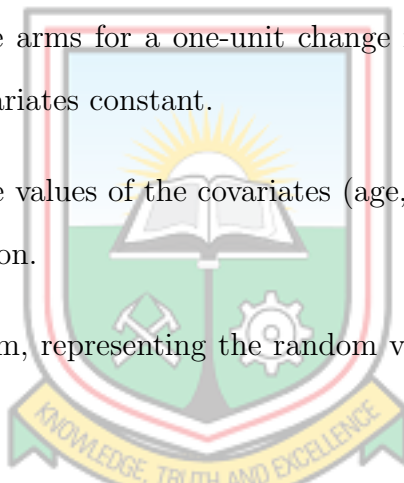 e arms for a one-unit change
ariates constant.
e values of the covariates (age,
on.
m, representing the random v
KNOWLEDGE, TRUTH AND EXCELLENCE